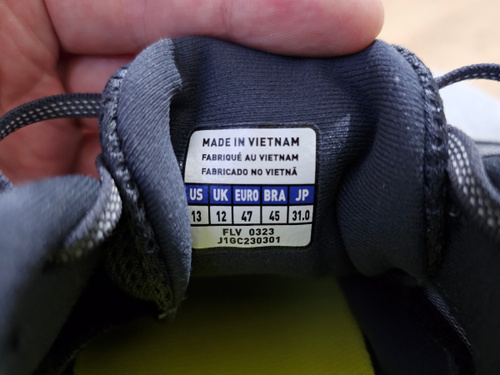 MADE IN VIETNAM
FABRIQUÉ AU VIETNAM
FABRICADO NO VIETNÃ
US UK EURO BRA JP
13 12 47 45 31.0
FLV 0323
J1GC230301